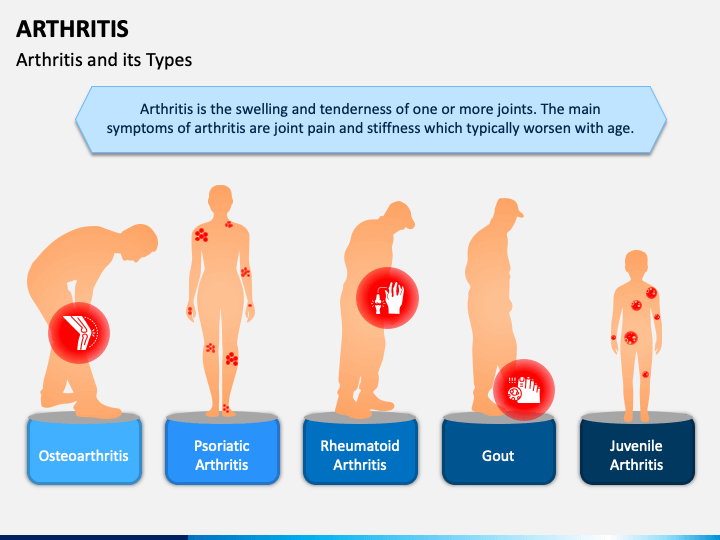 ARTHRITIS
Arthritis and its Types
Arthritis is the swelling and tenderness of one or more joints. The main
symptoms of arthritis are joint pain and stiffness which typically worsen with age.
Osteoarthritis
Psoriatic
Arthritis
Rheumatoid
Arthritis
Gout
Juvenile
Arthritis